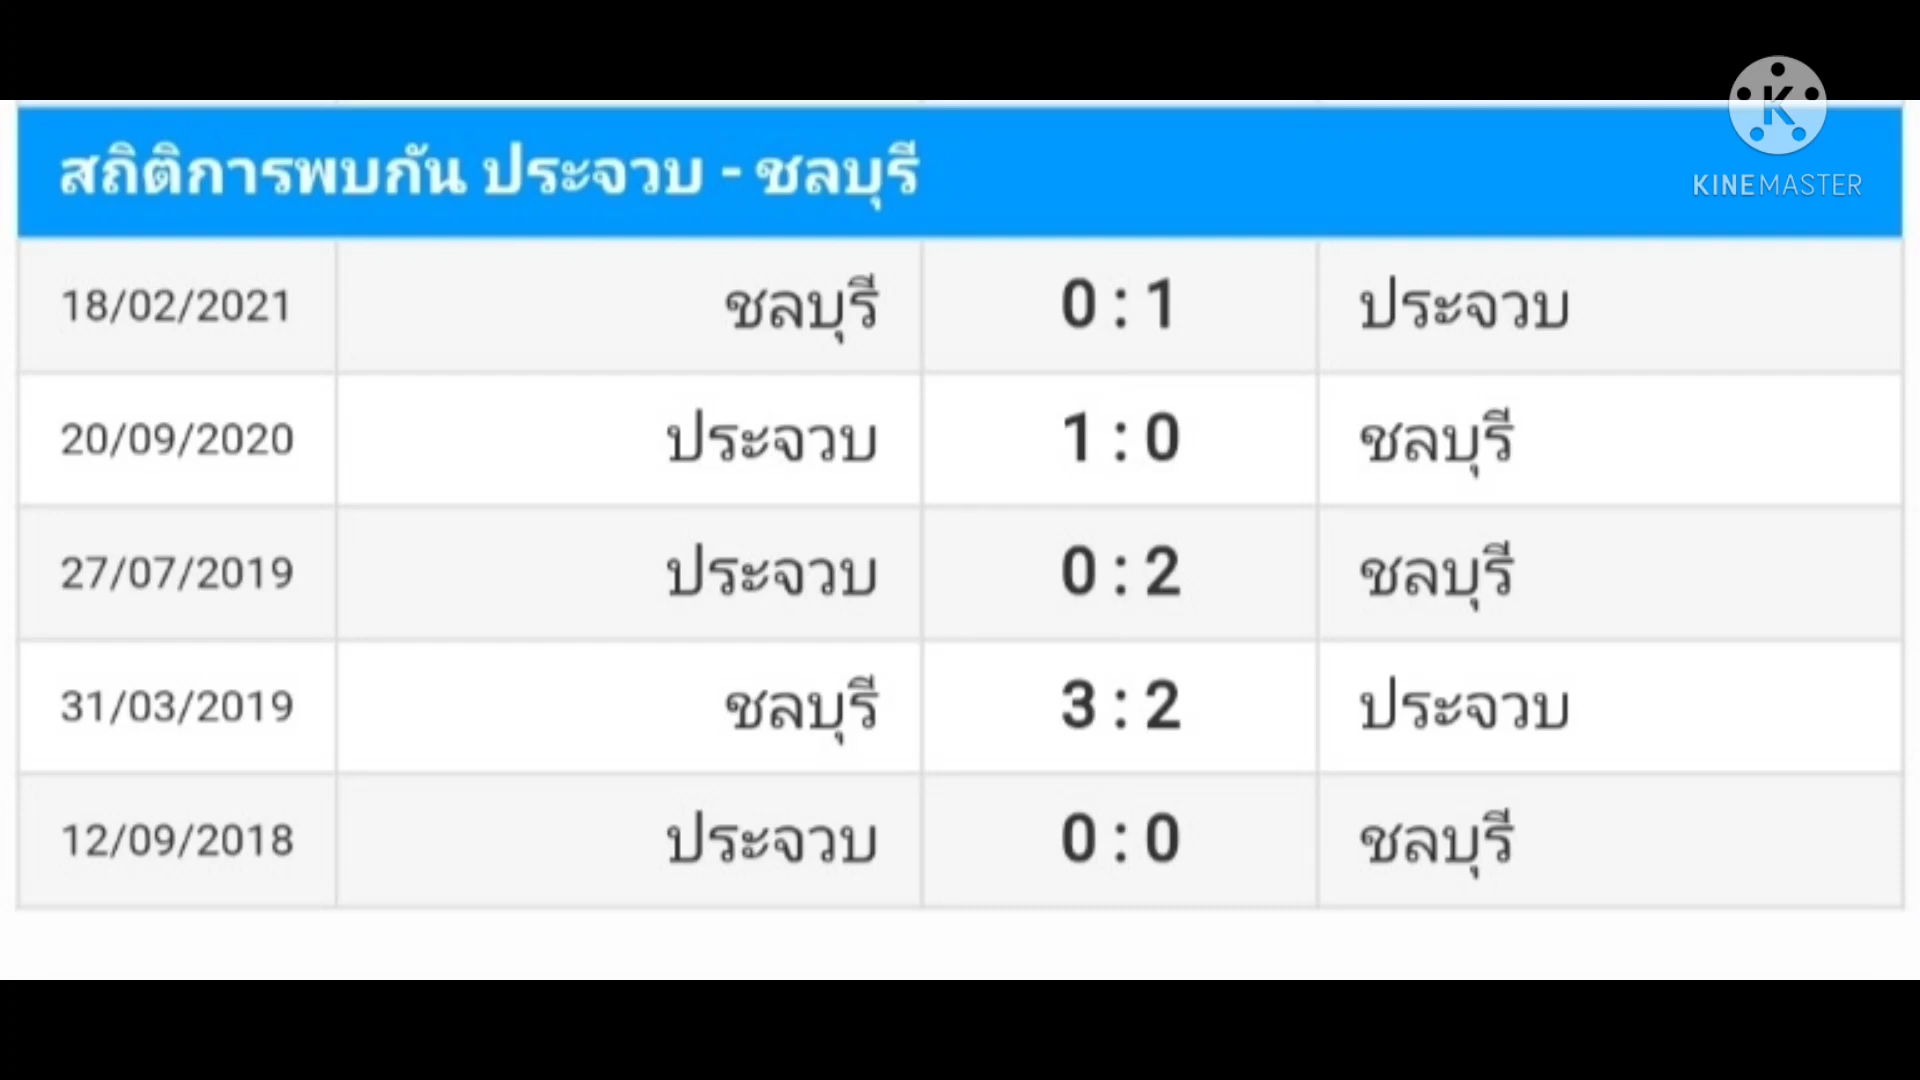 KINEMASTER
สถิติการพบกัน ประจวบ - ชลบุรี
18/02/2021 ชลบุรี 0 : 1 ประจวบ
20/09/2020 ประจวบ 1 : 0 ชลบุรี
27/07/2019 ประจวบ 0 : 2 ชลบุรี
31/03/2019 ชลบุรี 3 : 2 ประจวบ
12/09/2018 ประจวบ 0 : 0 ชลบุรี